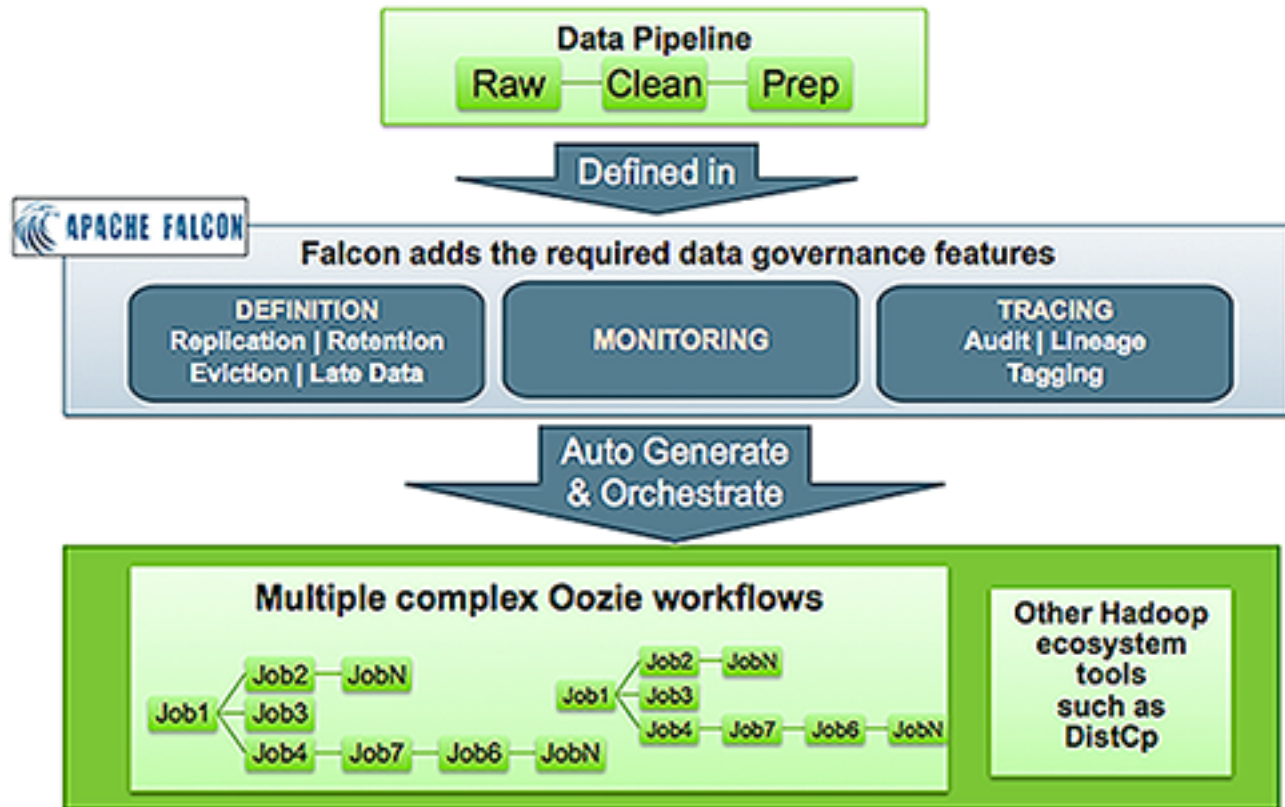 Data Pipeline
Raw Clean Prep
Defined in
APACHE FALCON
Falcon adds the required data governance features
DEFINITION
Replication | Retention
Eviction | Late Data
MONITORING
TRACING
Audit | Lineage
Tagging
Auto Generate
& Orchestrate
Multiple complex Oozie workflows
Job2 JobN
Job1 Job3
Job4 Job7 Job6 JobN
Job2 JobN
Job1 Job3
Job4 Job7 Job6 JobN
Other Hadoop
ecosystem
tools
such as
DistCp